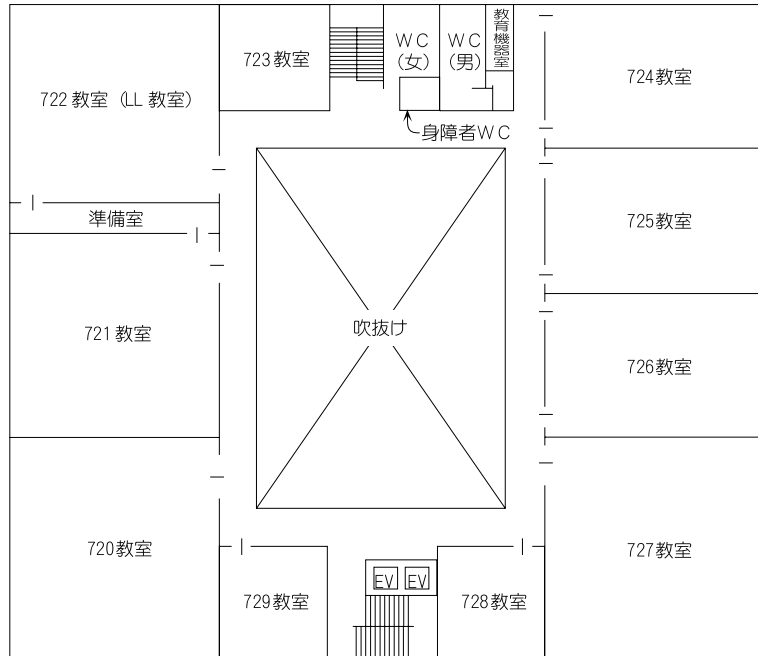 723教室
WC
(女)
WC
(男)
教育機器室
724教室
722教室 (LL教室)
身障者WC
準備室
725教室
721教室
吹抜け
726教室
720教室
727教室
EV
EV
729教室
728教室